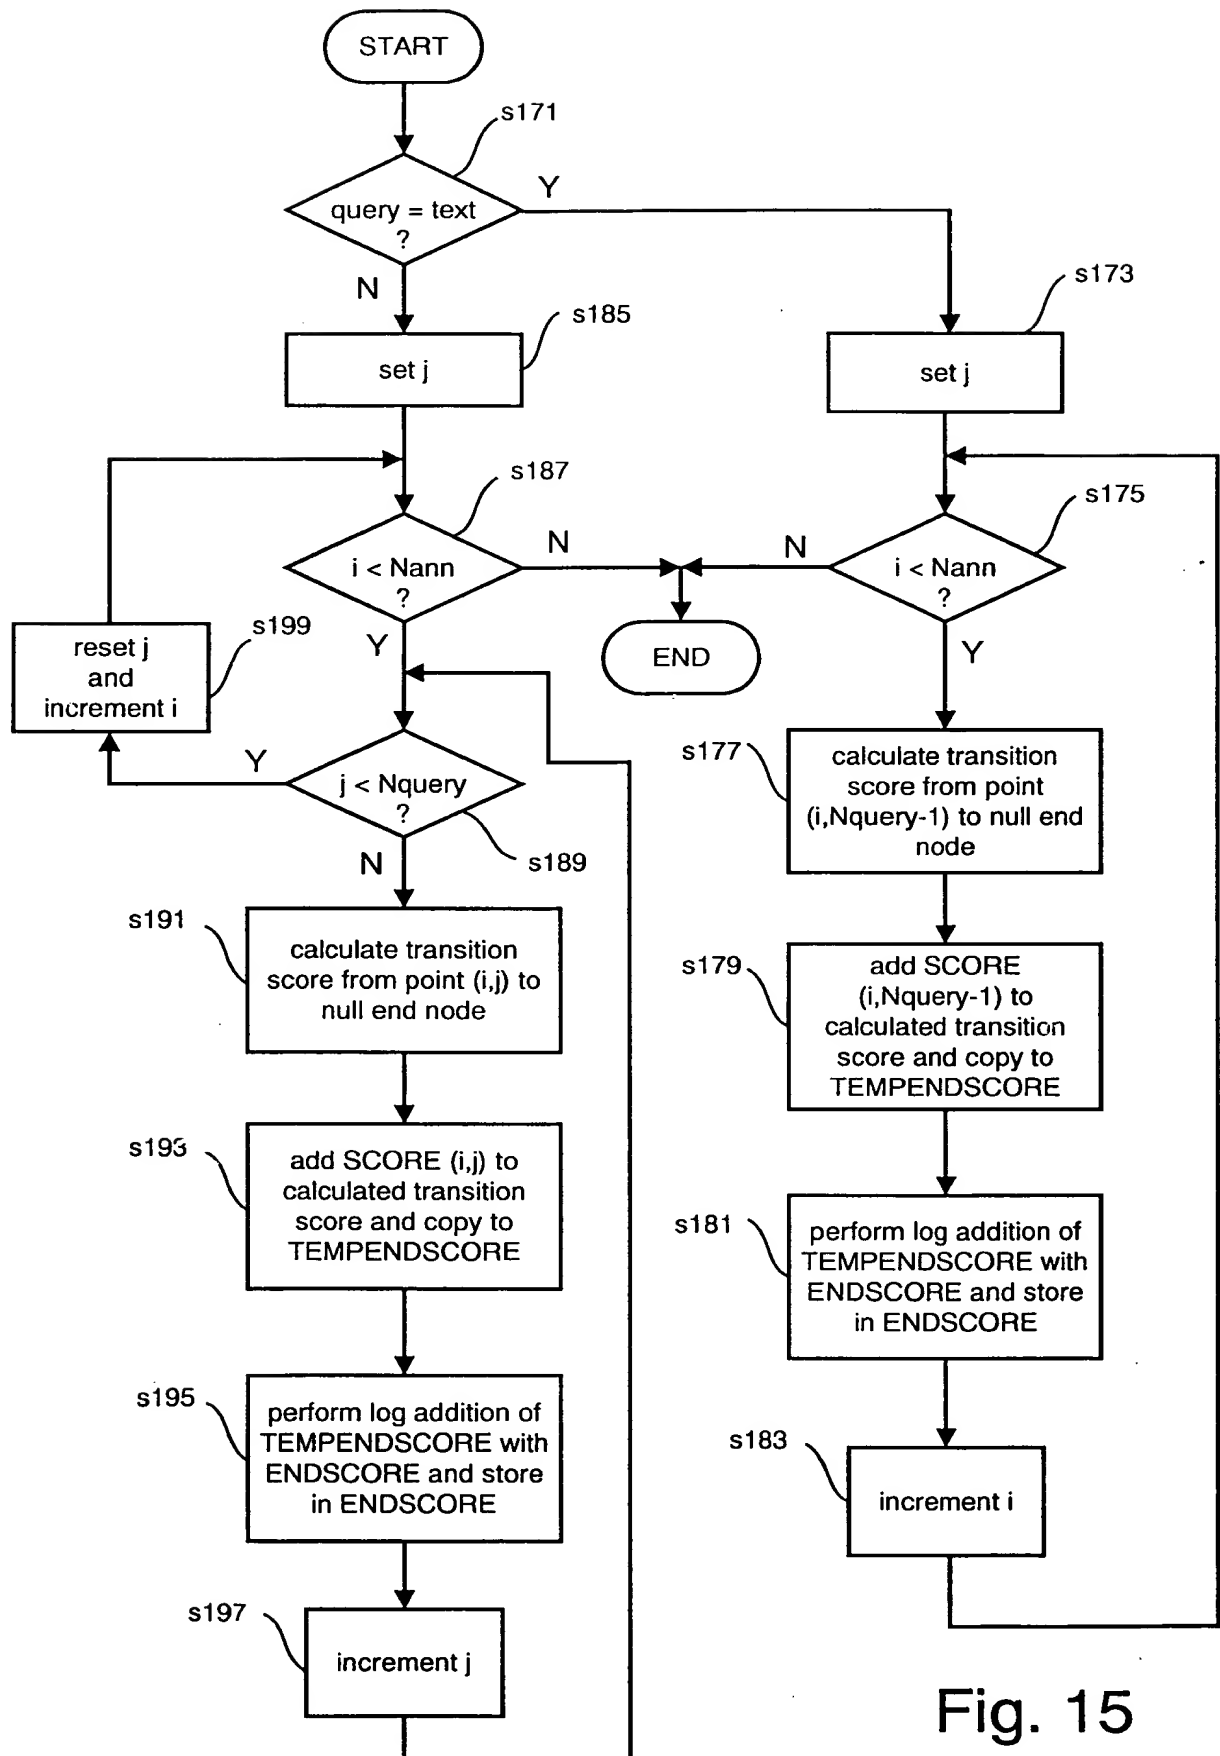 START
s171
query = text
?
Y
N
s185
set j
s173
set j
s187
i < Nann
?
N
Y
s175
i < Nann
?
N
Y
END
s199
reset j
and
increment i
Y
j < Nquery
?
s189
N
s177
calculate transition
score from point
(i,Nquery-1) to null end
node
s191
calculate transition
score from point (i,j) to
null end node
s179
add SCORE
(i,Nquery-1) to
calculated transition
score and copy to
TEMPENDSCORE
s193
add SCORE (i,j) to
calculated transition
score and copy to
TEMPENDSCORE
s181
perform log addition of
TEMPENDSCORE with
ENDSCORE and store
in ENDSCORE
s195
perform log addition of
TEMPENDSCORE with
ENDSCORE and store
in ENDSCORE
s183
increment i
s197
increment j
Fig. 15